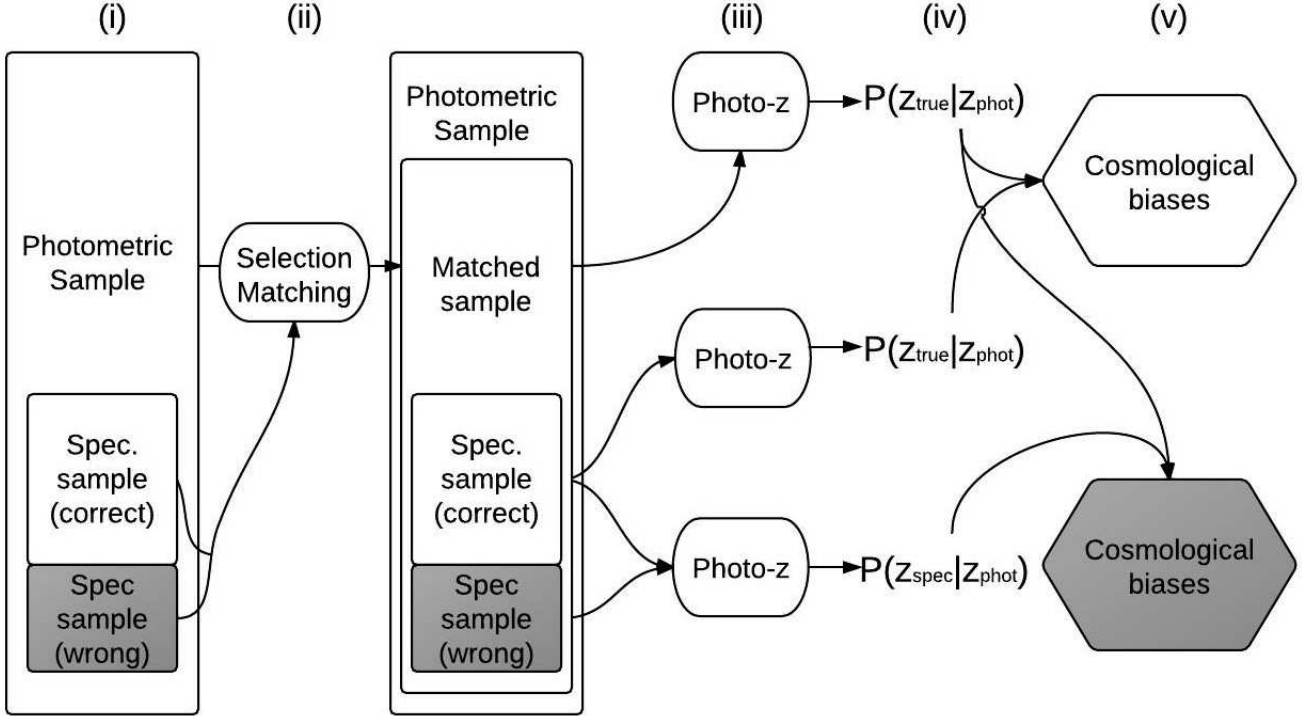 (i)
(ii)
(iii)
(iv)
(v)
Photometric
Sample
Spec.
sample
(correct)
Spec
sample
(wrong)
Selection
Matching
Photometric
Sample
Matched
sample
Spec.
sample
(correct)
Spec
sample
(wrong)
Photo-z
P(ztrue|zphot)
Photo-z
P(ztrue|zphot)
Photo-z
P(zspec|zphot)
Cosmological
biases
Cosmological
biases